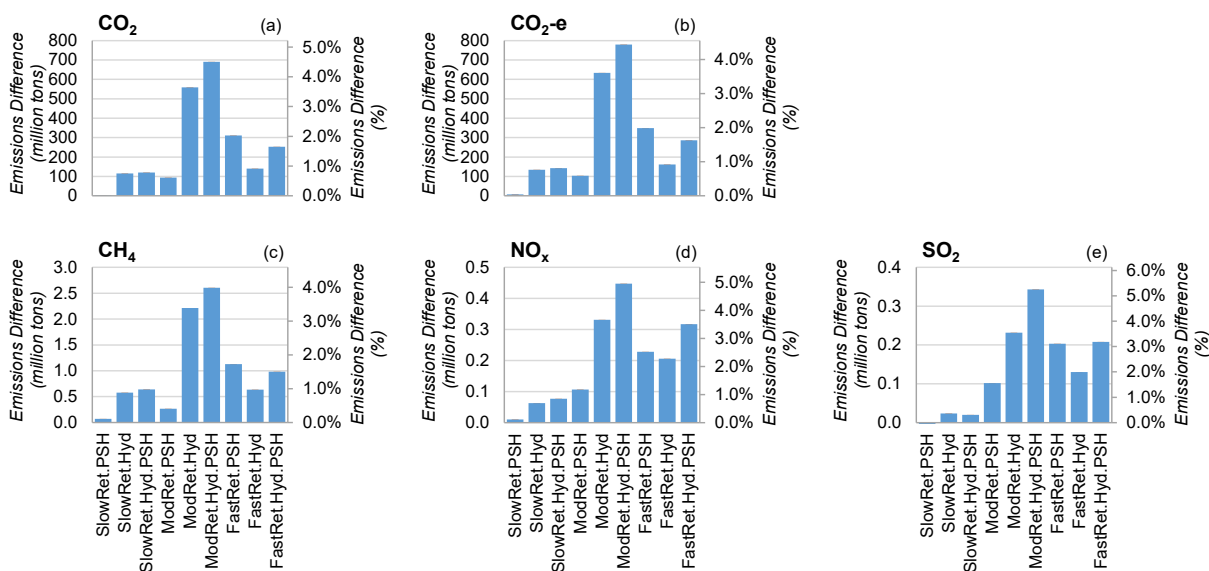 CO2 (a)
Emissions Difference
(million tons)
800
700
600
500
400
300
200
100
0
5.0%
4.0%
3.0%
2.0%
1.0%
0.0%
Emissions Difference
(%)
CO2-e (b)
Emissions Difference
(million tons)
800
700
600
500
400
300
200
100
0
4.0%
3.0%
2.0%
1.0%
0.0%
Emissions Difference
(%)
CH4 (c)
Emissions Difference
(million tons)
3.0
2.5
2.0
1.5
1.0
0.5
0.0
4.0%
3.0%
2.0%
1.0%
0.0%
Emissions Difference
(%)
SlowRet.PSH
SlowRet.Hyd
SlowRet.Hyd.PSH
ModRet.PSH
ModRet.Hyd
ModRet.Hyd.PSH
FastRet.PSH
FastRet.Hyd
FastRet.Hyd.PSH
NOx (d)
Emissions Difference
(million tons)
0.5
0.4
0.3
0.2
0.1
0.0
5.0%
4.0%
3.0%
2.0%
1.0%
0.0%
Emissions Difference
(%)
SlowRet.PSH
SlowRet.Hyd
SlowRet.Hyd.PSH
ModRet.PSH
ModRet.Hyd
ModRet.Hyd.PSH
FastRet.PSH
FastRet.Hyd
FastRet.Hyd.PSH
SO2 (e)
Emissions Difference
(million tons)
0.4
0.3
0.2
0.1
0.0
6.0%
5.0%
4.0%
3.0%
2.0%
1.0%
0.0%
Emissions Difference
(%)
SlowRet.PSH
SlowRet.Hyd
SlowRet.Hyd.PSH
ModRet.PSH
ModRet.Hyd
ModRet.Hyd.PSH
FastRet.PSH
FastRet.Hyd
FastRet.Hyd.PSH